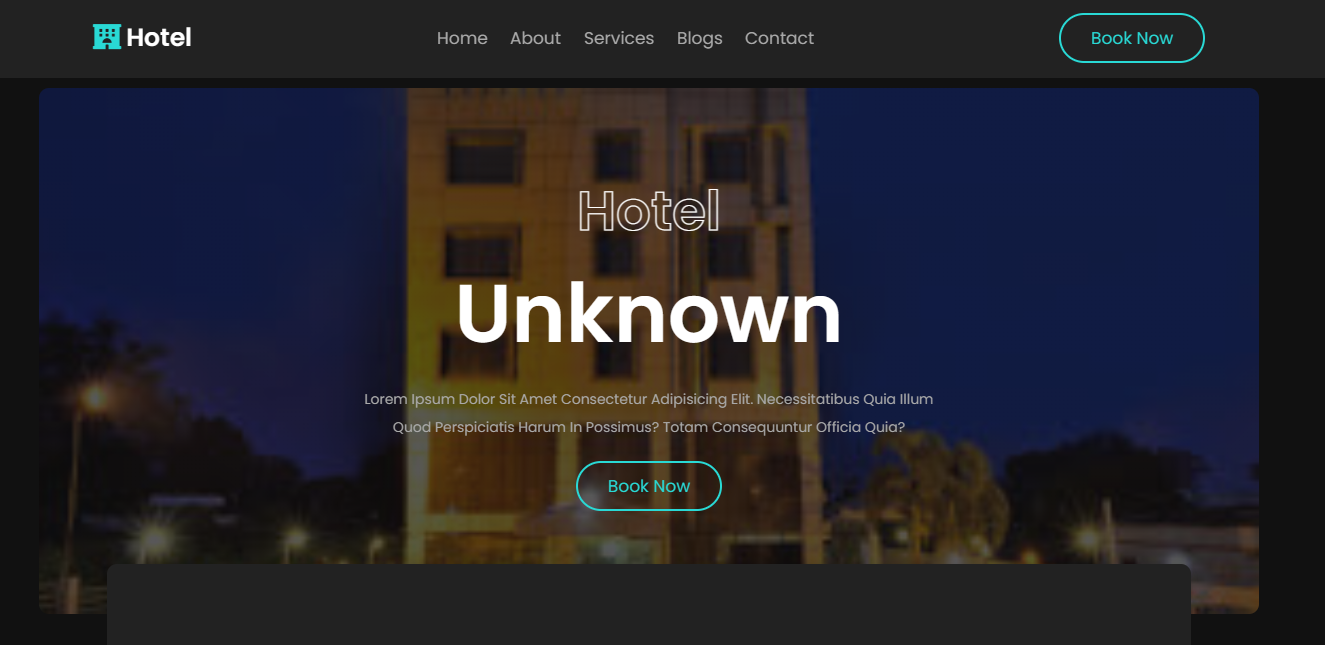 Hotel
Home About Services Blogs Contact
Book Now
Hotel
Unknown
Lorem Ipsum Dolor Sit Amet Consectetur Adipisicing Elit. Necessitatibus Quia Illum
Quod Perspiciatis Harum In Possimus? Totam Consequuntur Officia Quia?
Book Now